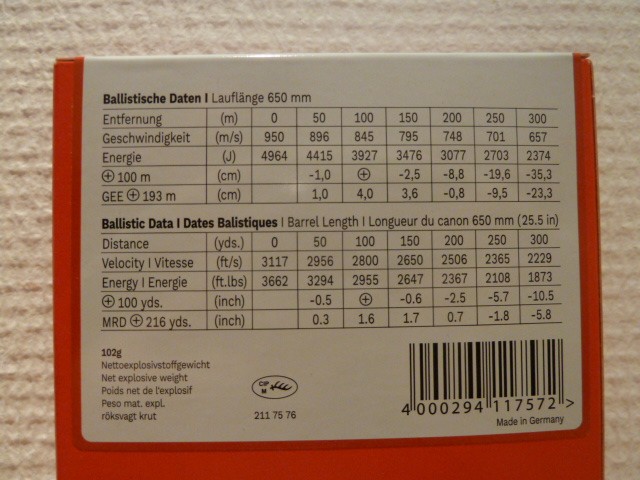 Ballistische Daten I Lauflänge 650 mm
Entfernung (m) 0 50 100 150 200 250 300
Geschwindigkeit (m/s) 950 896 845 795 748 701 657
Energie (J) 4964 4415 3927 3476 3077 2703 2374
⊕ 100 m (cm) -1,0 ⊕ -2,5 -8,8 -19,6 -35,3
GEE ⊕ 193 m (cm) 1,0 4,0 3,6 -0,8 -9,5 -23,3
Ballistic Data I Dates Balistiques I Barrel Length I Longueur du canon 650 mm (25.5 in)
Distance (yds.) 0 50 100 150 200 250 300
Velocity I Vitesse (ft/s) 3117 2956 2800 2650 2506 2365 2229
Energy I Energie (ft.lbs) 3662 3294 2955 2647 2367 2108 1873
⊕ 100 yds. (inch) -0.5 ⊕ -0.6 -2.5 -5.7 -10.5
MRD ⊕ 216 yds. (inch) 0.3 1.6 1.7 0.7 -1.8 -5.8
102g
Nettoexplosivstoffgewicht
Net explosive weight
Poids net de l'explosif
Peso mat. expl.
röksvagt krut
CIP
M
211 75 76
4 000294 117572 >
Made in Germany